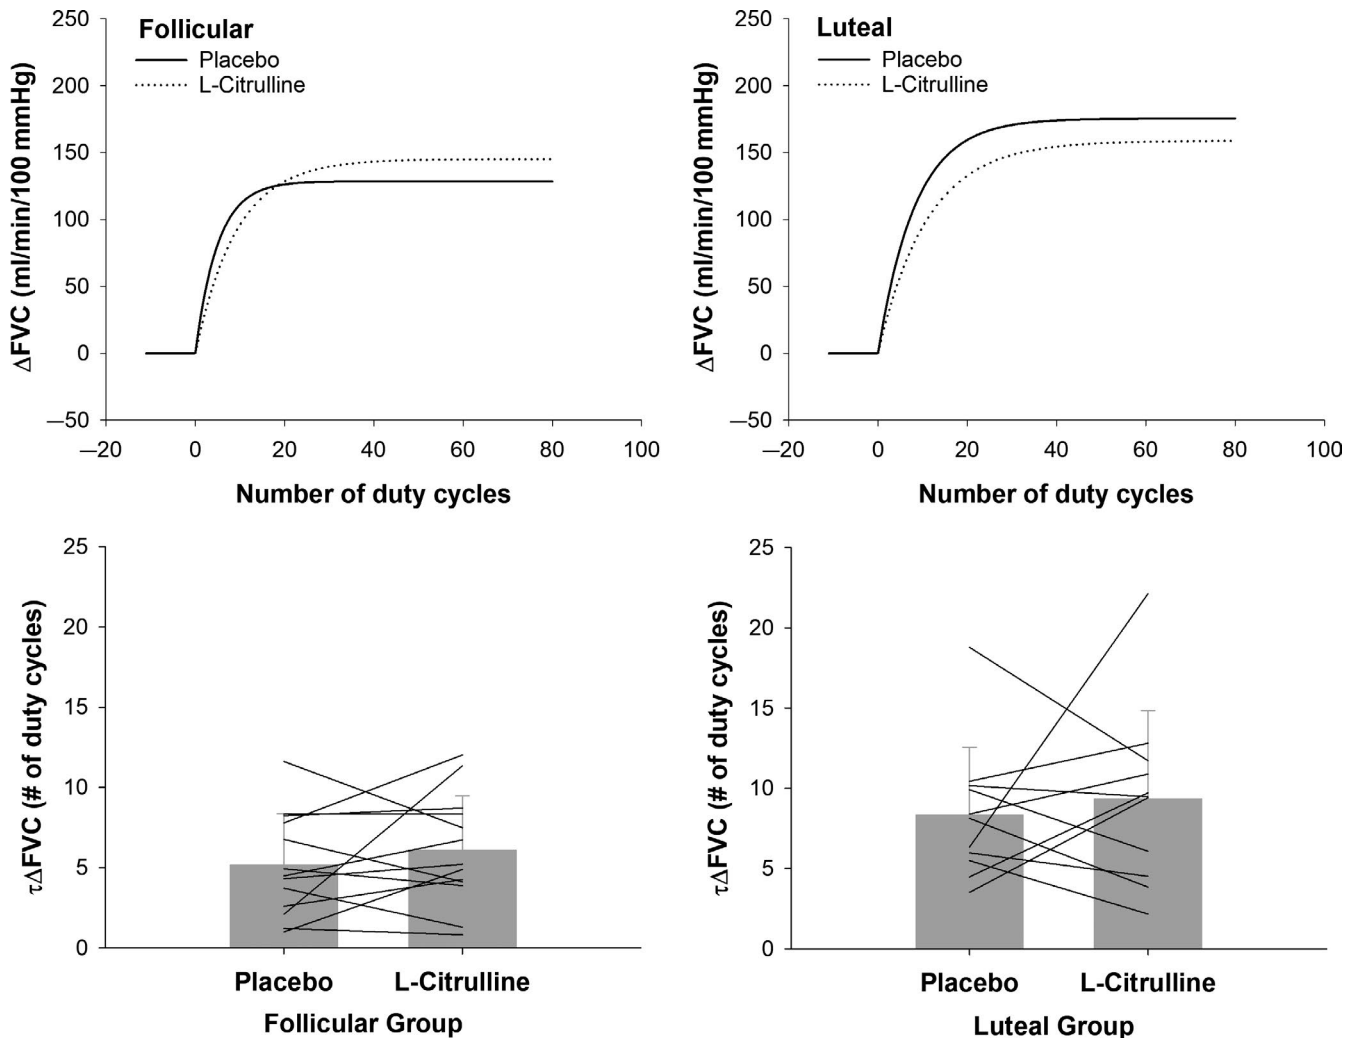 Follicular
Placebo
L-Citrulline
ΔFVC (ml/min/100 mmHg)
250
200
150
100
50
0
—50
—20
0
20
40
60
80
100
Number of duty cycles
Luteal
Placebo
L-Citrulline
ΔFVC (ml/min/100 mmHg)
250
200
150
100
50
0
—50
—20
0
20
40
60
80
100
Number of duty cycles
τΔFVC (# of duty cycles)
25
20
15
10
5
0
Placebo
L-Citrulline
Follicular Group
τΔFVC (# of duty cycles)
25
20
15
10
5
0
Placebo
L-Citrulline
Luteal Group